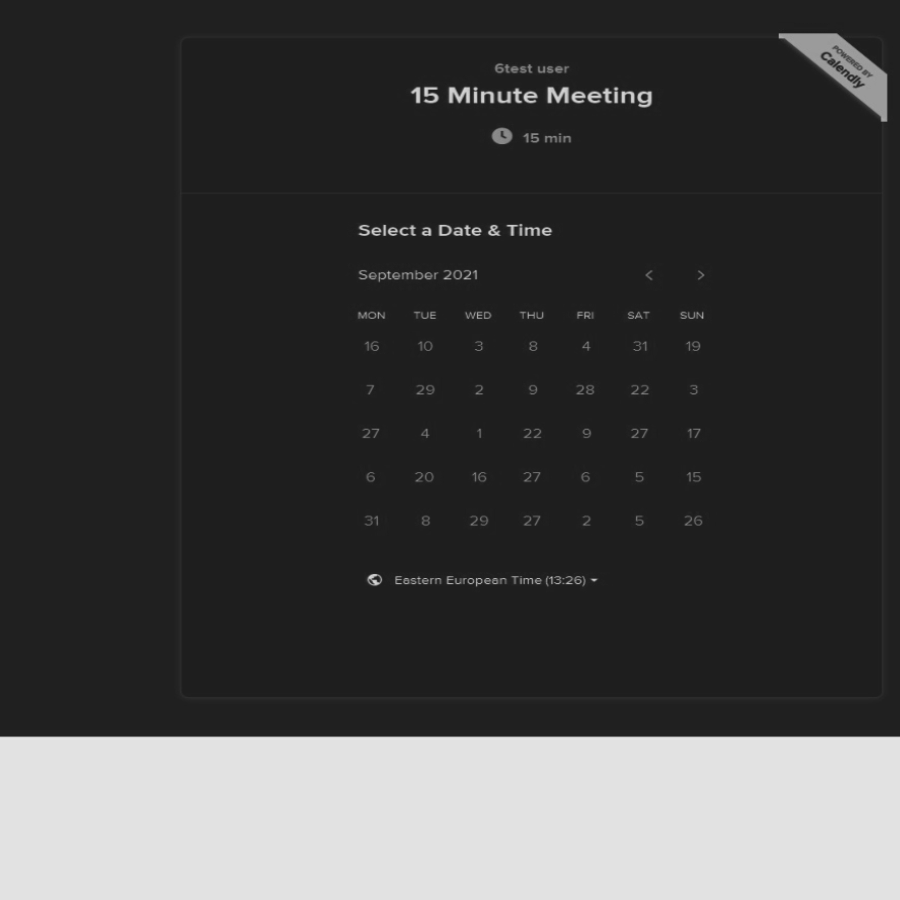 6test user
POWERED BY
Calendly
15 Minute Meeting
15 min
Select a Date & Time
September 2021
MON TUE WED THU FRI SAT SUN
16 10 3 8 4 31 19
7 29 2 9 28 22 3
27 4 1 22 9 27 17
6 20 16 27 6 5 15
31 8 29 27 2 5 26
Eastern European Time (13:26)